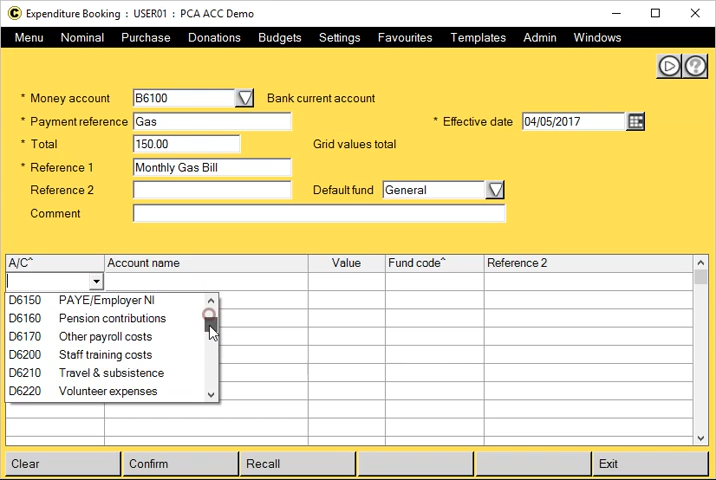 Expenditure Booking : USER01 : PCA ACC Demo
Menu Nominal Purchase Donations Budgets Settings Favourites Templates Admin Windows
* Money account B6100 Bank current account
* Payment reference Gas * Effective date 04/05/2017
* Total 150.00 Grid values total
* Reference 1 Monthly Gas Bill
Reference 2 Default fund General
Comment
A/C^ Account name Value Fund code^ Reference 2
D6150 PAYE/Employer NI
D6160 Pension contributions
D6170 Other payroll costs
D6200 Staff training costs
D6210 Travel & subsistence
D6220 Volunteer expenses
Clear Confirm Recall Exit